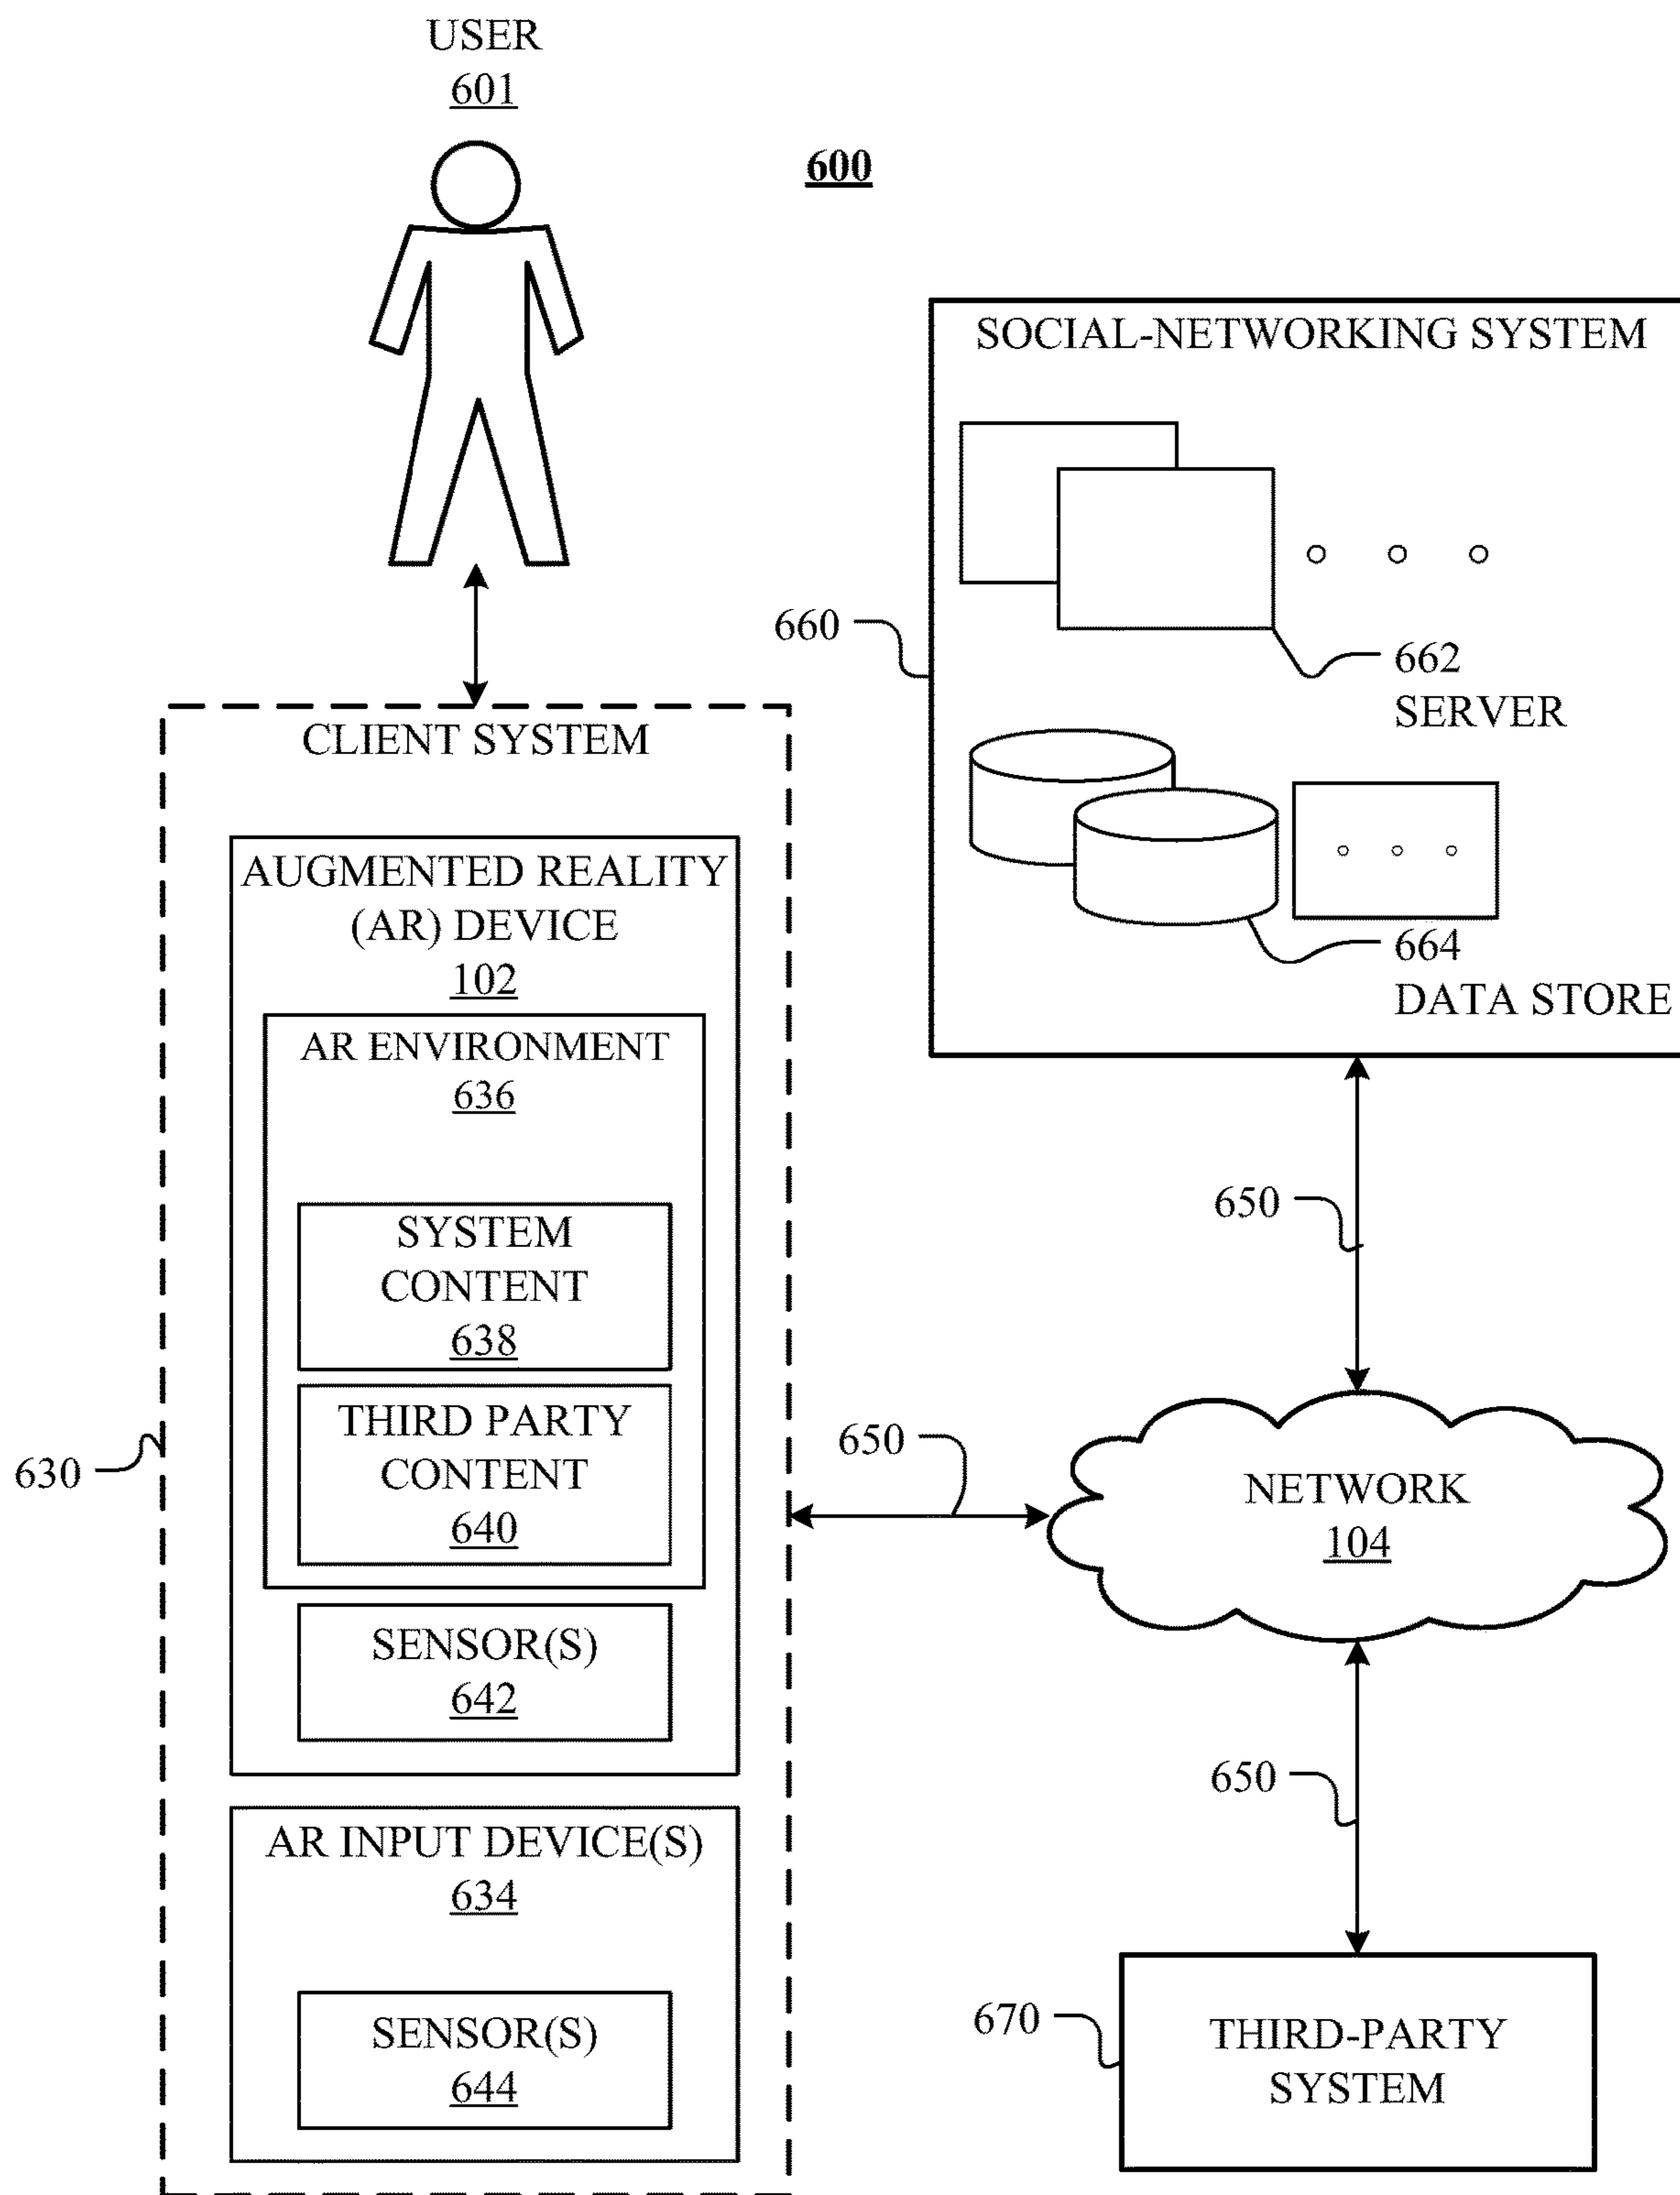 USER
601
600
SOCIAL-NETWORKING SYSTEM
660
662
SERVER
664
DATA STORE
CLIENT SYSTEM
AUGMENTED REALITY
(AR) DEVICE
102
AR ENVIRONMENT
636
SYSTEM
CONTENT
638
THIRD PARTY
CONTENT
640
SENSOR(S)
642
630
AR INPUT DEVICE(S)
634
SENSOR(S)
644
650
650
NETWORK
104
650
670
THIRD-PARTY
SYSTEM